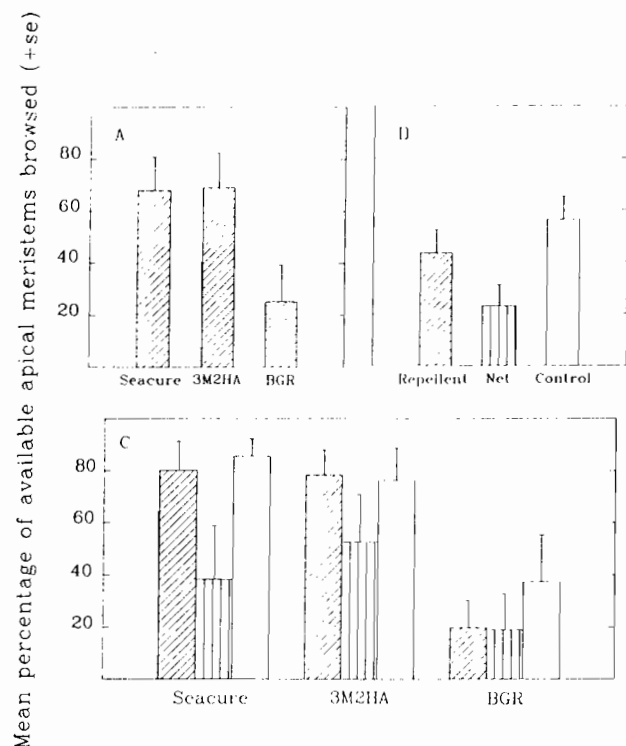 Mean percentage of available apical meristems browsed (+se)
A
80
60
40
20
Seacure 3M2HA BGR
D
Repellent Net Control
C
80
60
40
20
Seacure 3M2HA BGR